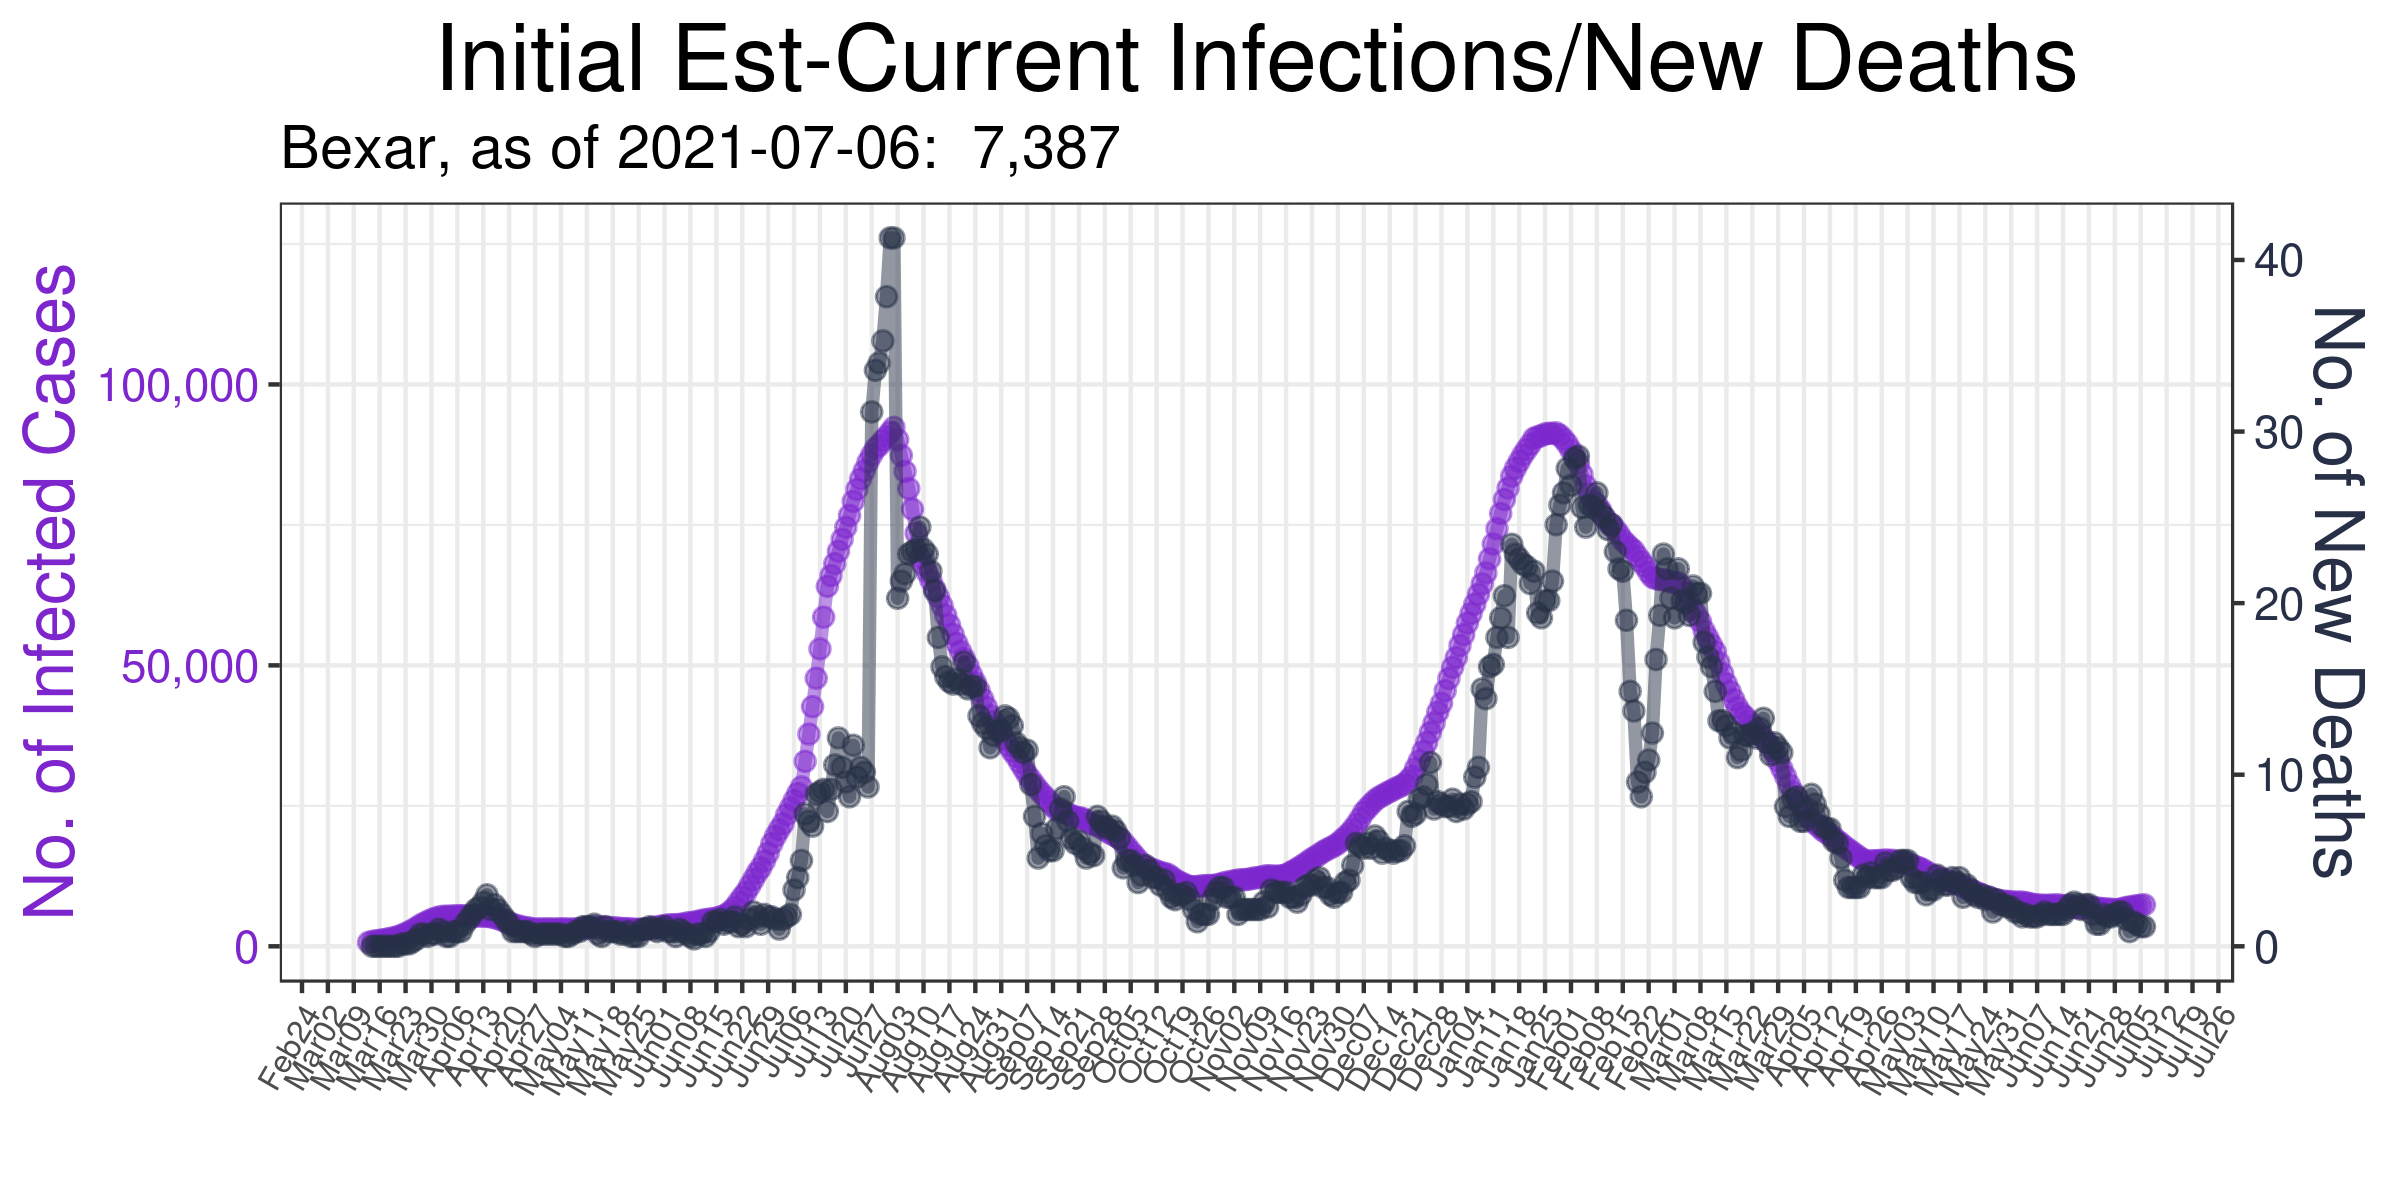 Initial Est-Current Infections/New Deaths
Bexar, as of 2021-07-06: 7,387
No. of Infected Cases
100,000
50,000
0
40
30
20
10
0
No. of New Deaths
Feb24
Mar02
Mar09
Mar16
Mar23
Mar30
Apr06
Apr13
Apr20
Apr27
May04
May11
May18
May25
Jun01
Jun08
Jun15
Jun22
Jun29
Jul06
Jul13
Jul20
Jul27
Aug03
Aug10
Aug17
Aug24
Aug31
Sep07
Sep14
Sep21
Sep28
Oct05
Oct12
Oct19
Oct26
Nov02
Nov09
Nov16
Nov23
Nov30
Dec07
Dec14
Dec21
Dec28
Jan04
Jan11
Jan18
Jan25
Feb01
Feb08
Feb15
Feb22
Mar01
Mar08
Mar15
Mar22
Mar29
Apr05
Apr12
Apr19
Apr26
May03
May10
May17
May24
May31
Jun07
Jun14
Jun21
Jun28
Jul05
Jul12
Jul19
Jul26